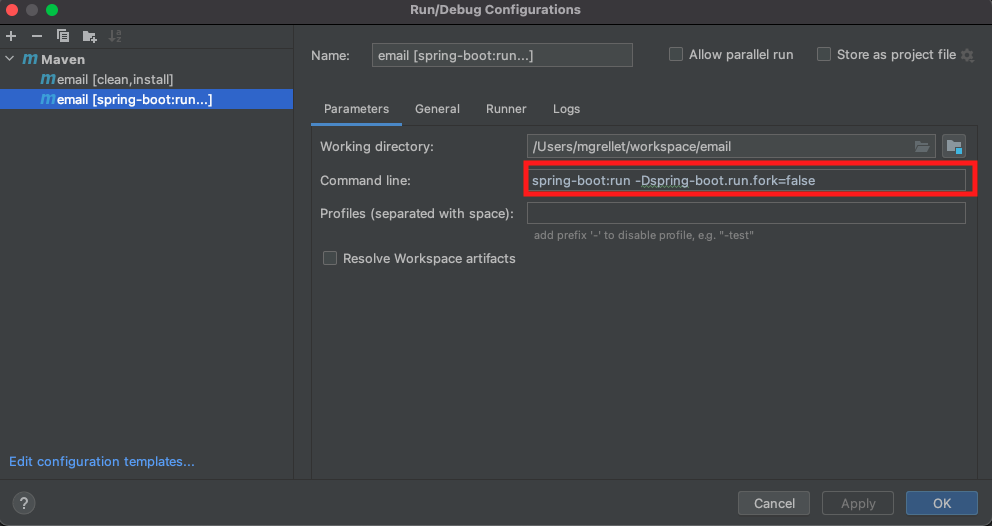 Run/Debug Configurations
Maven
email [clean,install]
email [spring-boot:run...]
Name:
email [spring-boot:run...]
Allow parallel run
Store as project file
Parameters
General
Runner
Logs
Working directory:
/Users/mgrellet/workspace/email
Command line:
spring-boot:run -Dspring-boot.run.fork=false
Profiles (separated with space):
add prefix '-' to disable profile, e.g. "-test"
Resolve Workspace artifacts
Edit configuration templates...
?
Cancel
Apply
OK